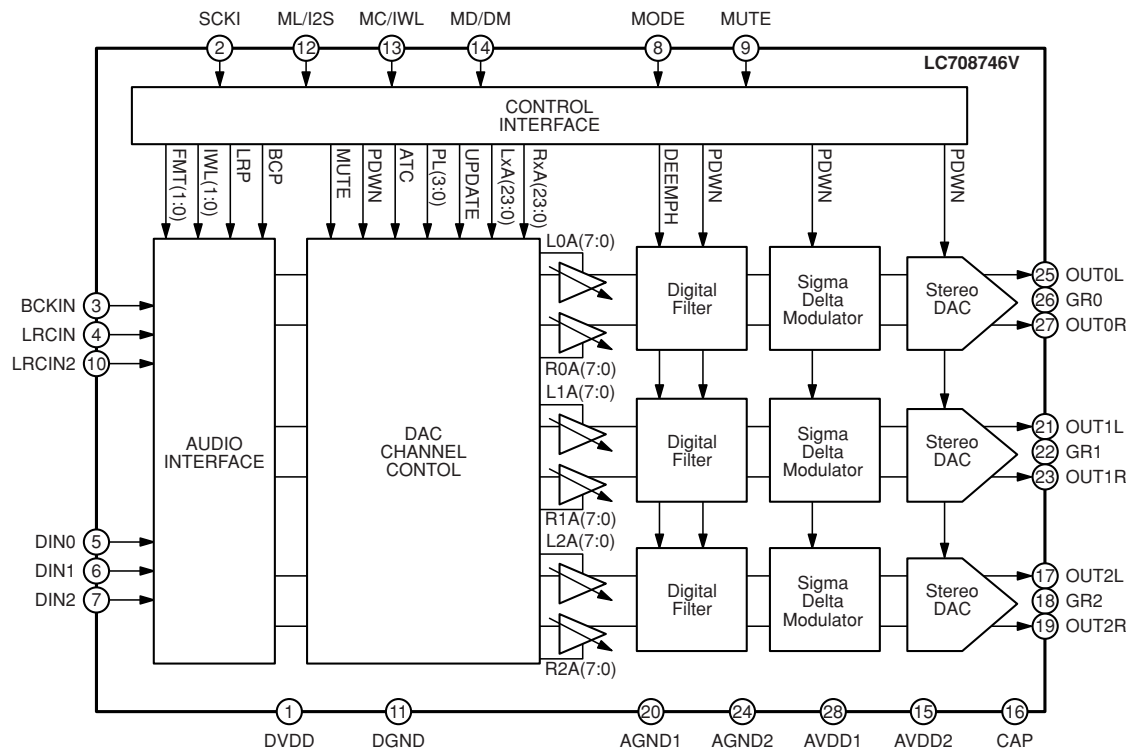 SCKI ML/I2S MC/IWL MD/DM MODE MUTE
2 12 13 14 8 9
LC708746V
CONTROL
INTERFACE
FMT(1:0) IWL(1:0) LRP BCP MUTE PDWN ATC PL(3:0) UPDATE LxA(23:0) RxA(23:0) DEEMPH PDWN PDWN PDWN
L0A(7:0)
BCKIN 3
LRCIN 4
LRCIN2 10
Digital
Filter
Sigma
Delta
Modulator
Stereo
DAC
25 OUT0L
26 GR0
27 OUT0R
R0A(7:0)
L1A(7:0)
AUDIO
INTERFACE
DAC
CHANNEL
CONTOL
Digital
Filter
Sigma
Delta
Modulator
Stereo
DAC
21 OUT1L
22 GR1
23 OUT1R
R1A(7:0)
L2A(7:0)
DIN0 5
DIN1 6
DIN2 7
Digital
Filter
Sigma
Delta
Modulator
Stereo
DAC
17 OUT2L
18 GR2
19 OUT2R
R2A(7:0)
1 11 20 24 28 15 16
DVDD DGND AGND1 AGND2 AVDD1 AVDD2 CAP